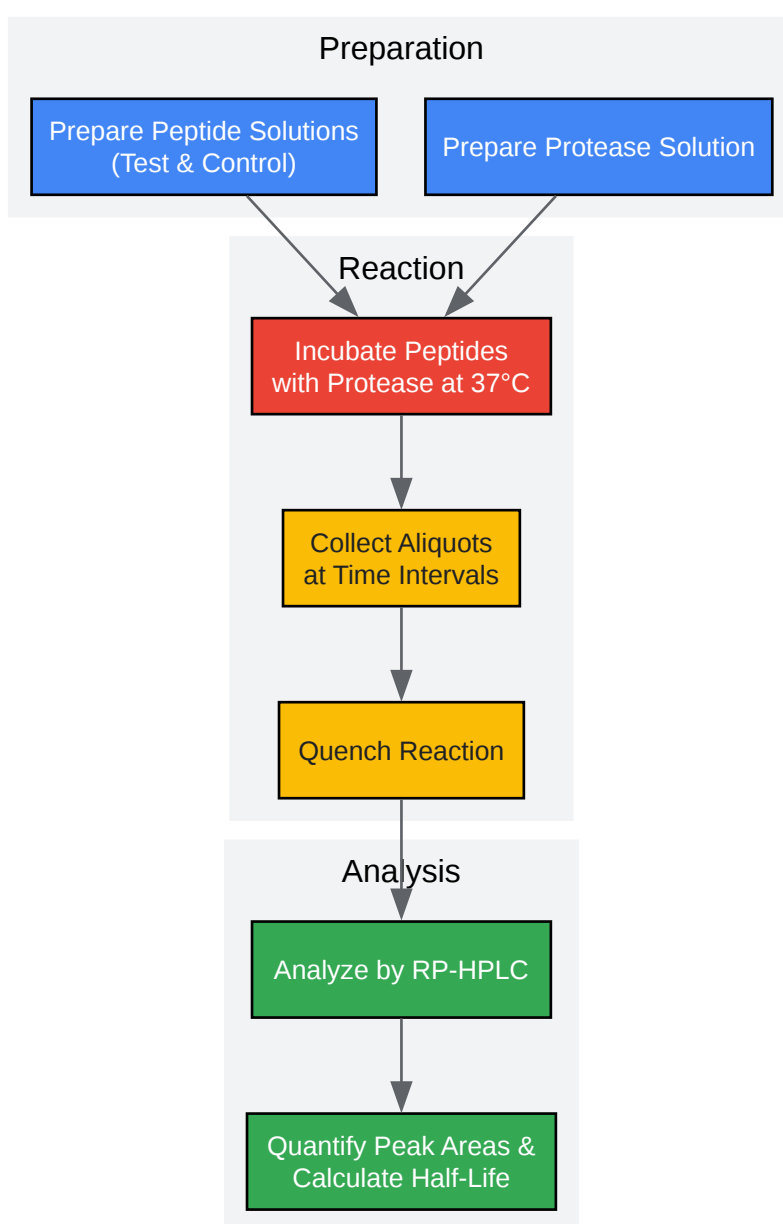 Preparation
Prepare Peptide Solutions
(Test & Control)
Prepare Protease Solution
Reaction
Incubate Peptides
with Protease at 37°C
Collect Aliquots
at Time Intervals
Quench Reaction
Analysis
Analyze by RP-HPLC
Quantify Peak Areas &
Calculate Half-Life